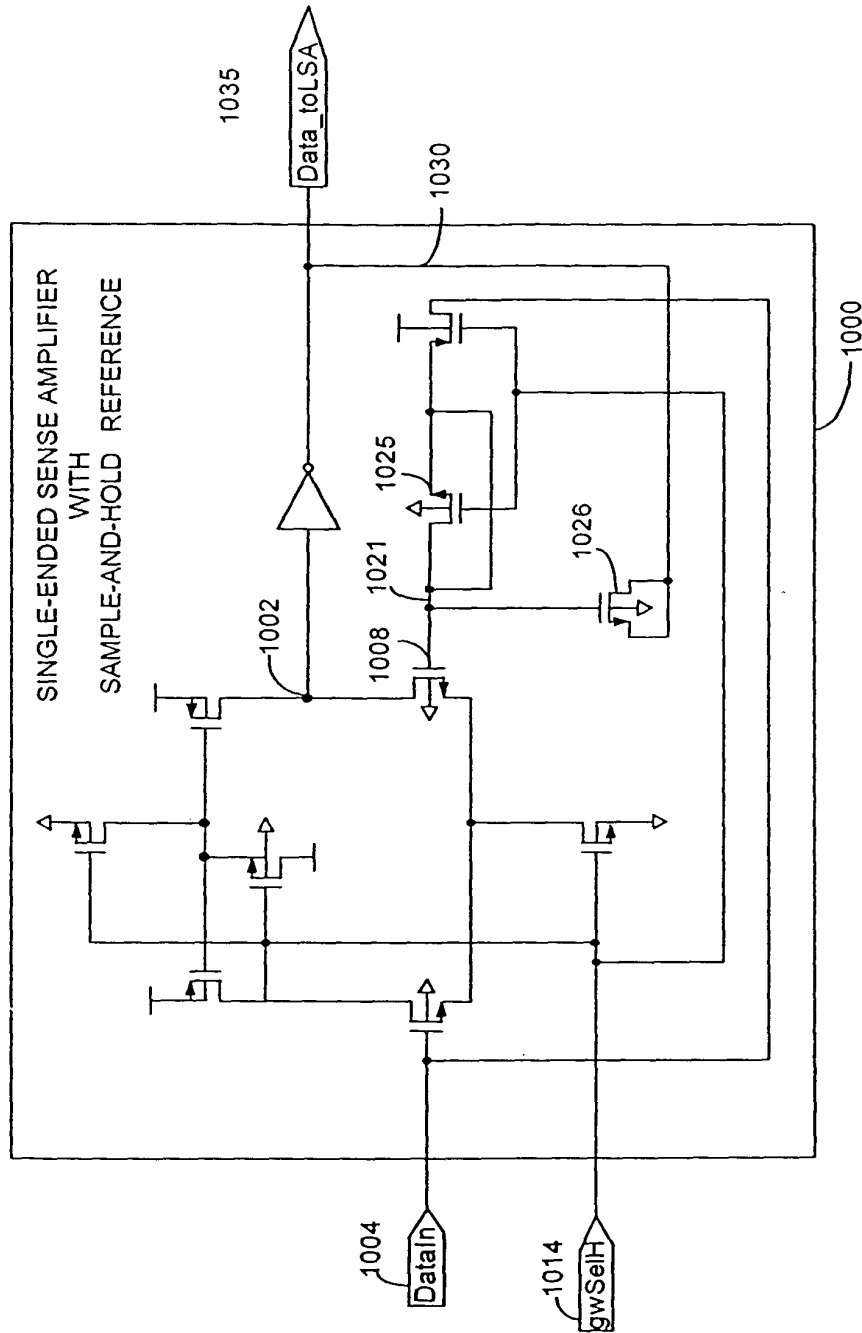 SINGLE-ENDED SENSE AMPLIFIER
WITH
SAMPLE-AND-HOLD REFERENCE
1035
Data_toLSA
1030
1002
1025
1021
1008
1026
1004
DataIn
1014
gwSelH
1000